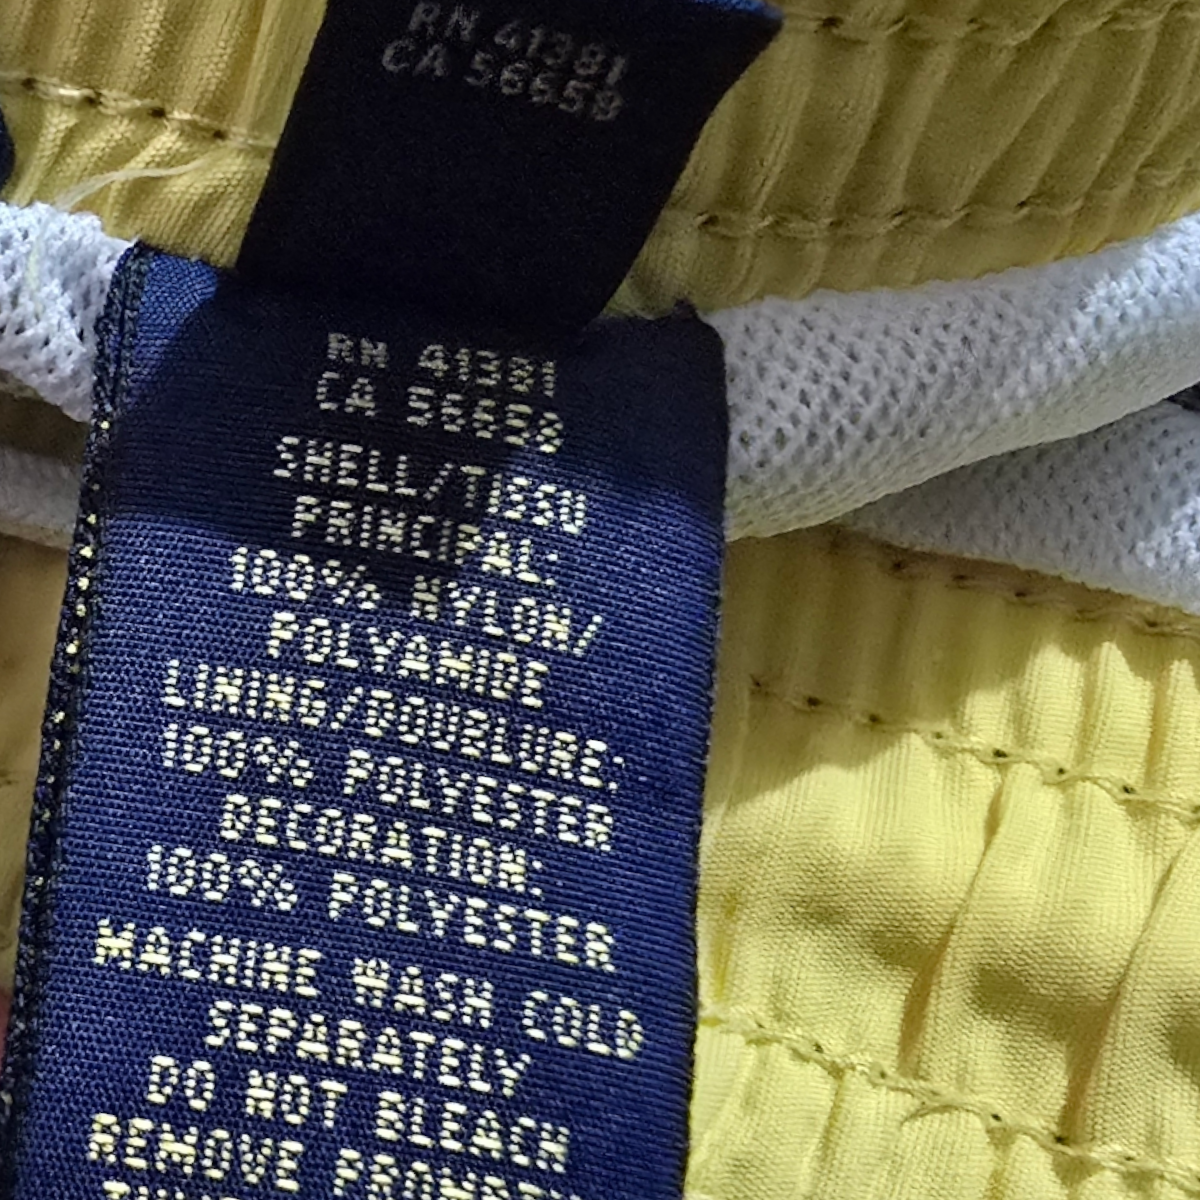 RN 41381
CA 56658
RN 41381
CA 56658
SHELL/TISSU
PRINCIPAL:
100% NYLON/
POLYAMIDE
LINING/DOUBLURE:
100% POLYESTER
DECORATION:
100% POLYESTER
MACHINE WASH COLD
SEPARATELY
DO NOT BLEACH
REMOVE